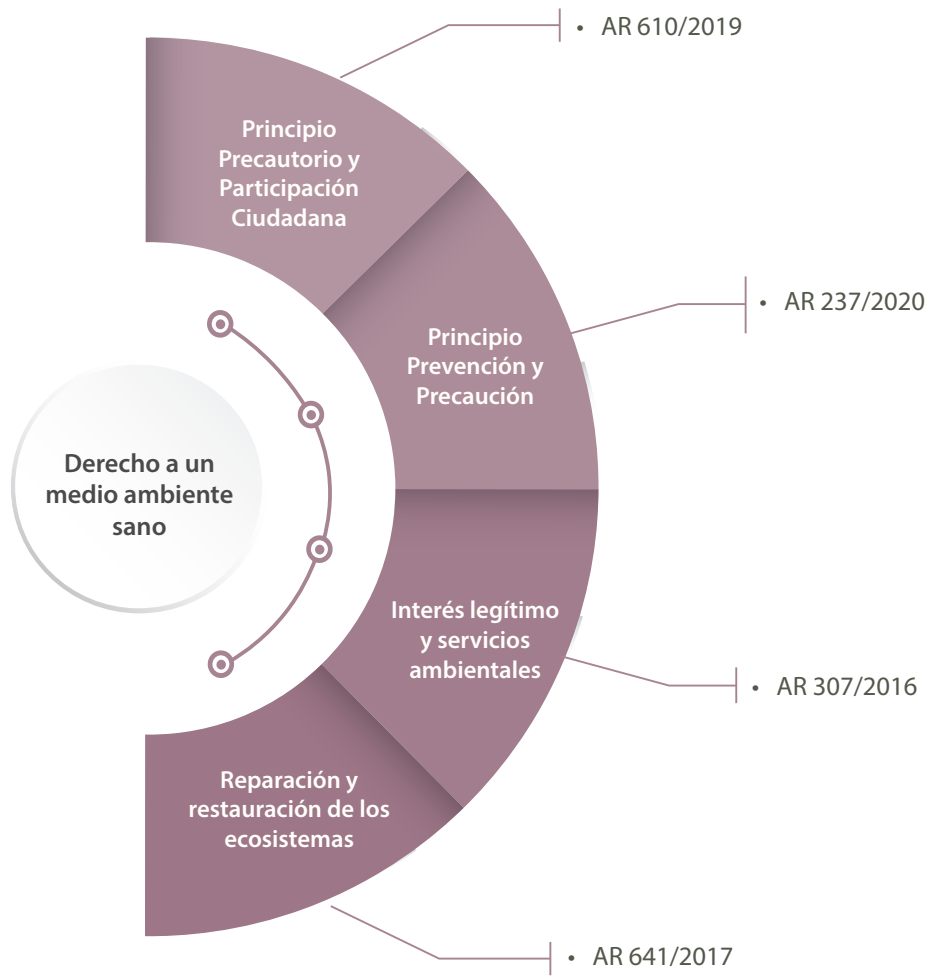 • AR 610/2019
Principio
Precautorio y
Participación
Ciudadana
• AR 237/2020
Principio
Prevención y
Precaución
Derecho a un
medio ambiente
sano
Interés legítimo
y servicios
ambientales
• AR 307/2016
Reparación y
restauración de los
ecosistemas
• AR 641/2017